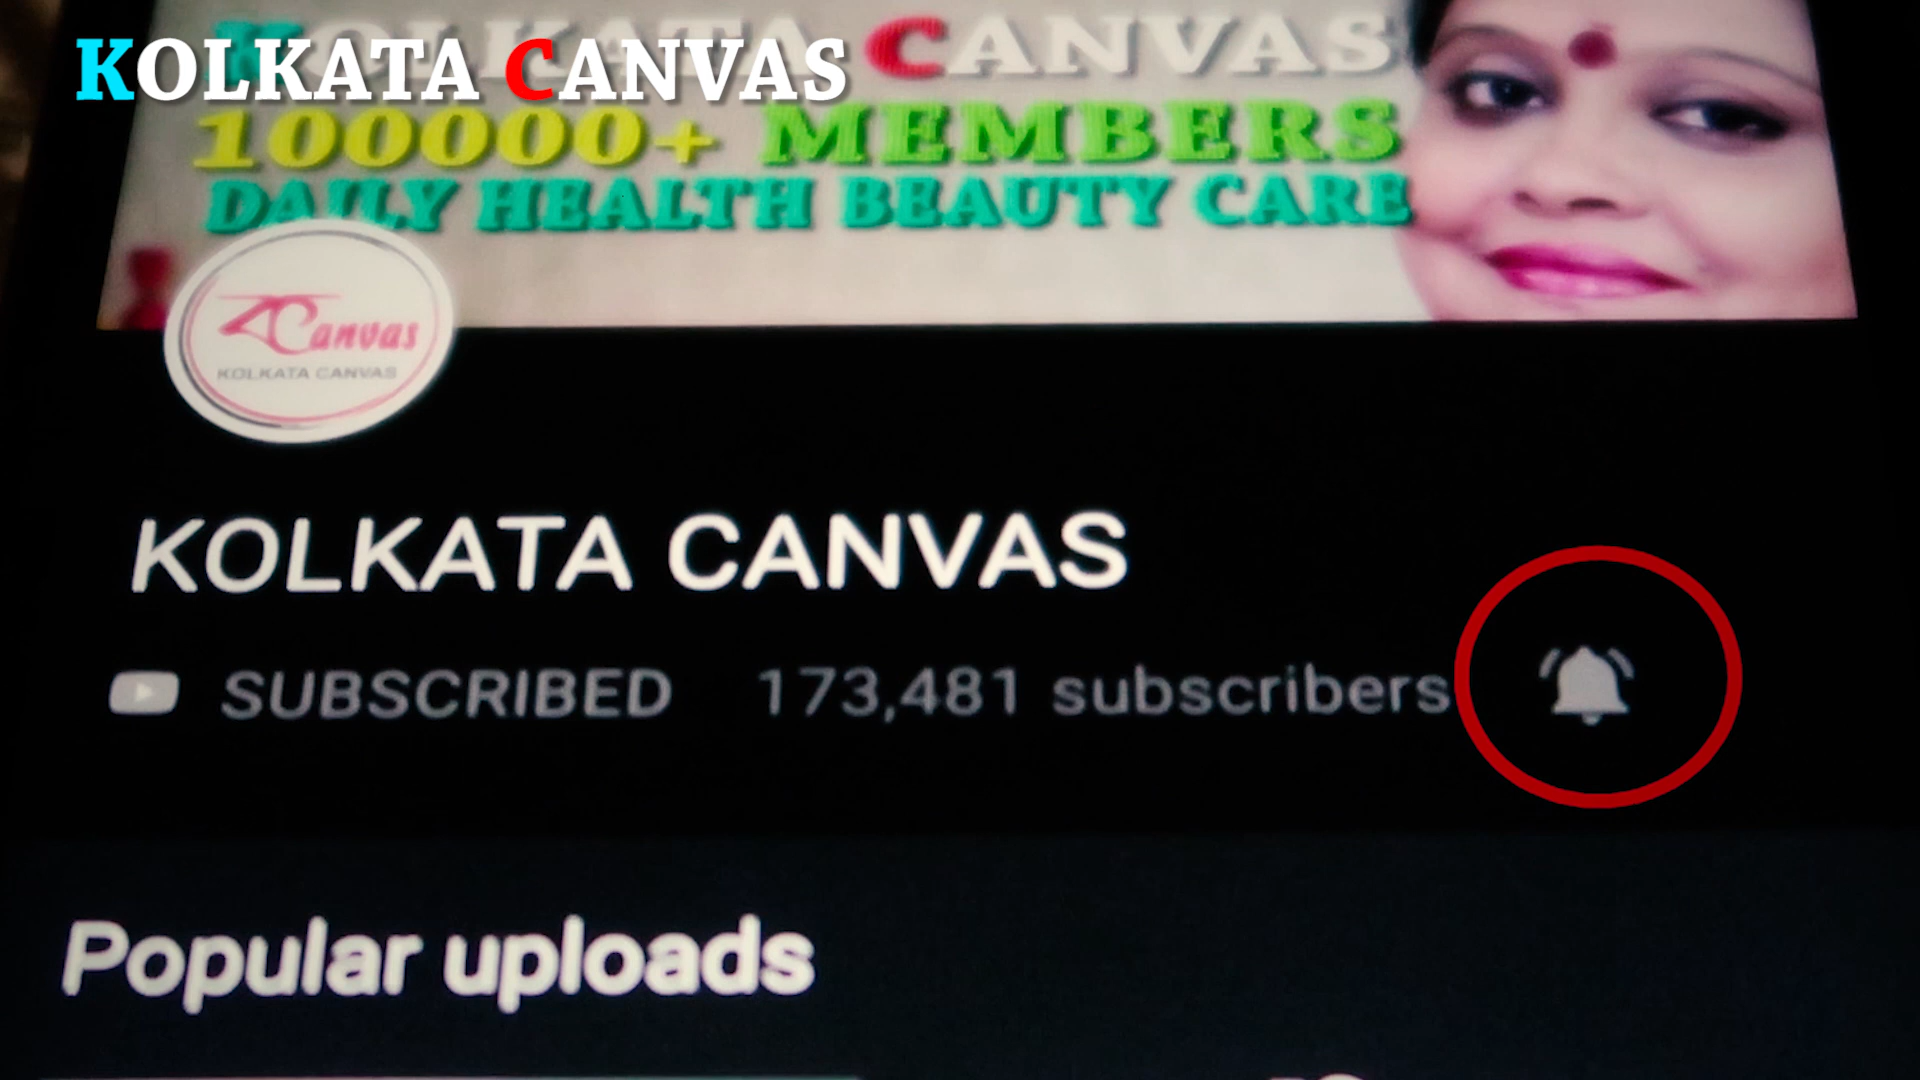 KOLKATA CANVAS
KOLKATA CANVAS
100000+ MEMBERS
DAILY HEALTH BEAUTY CARE
Canvas
KOLKATA CANVAS
KOLKATA CANVAS
SUBSCRIBED 173,481 subscribers
Popular uploads